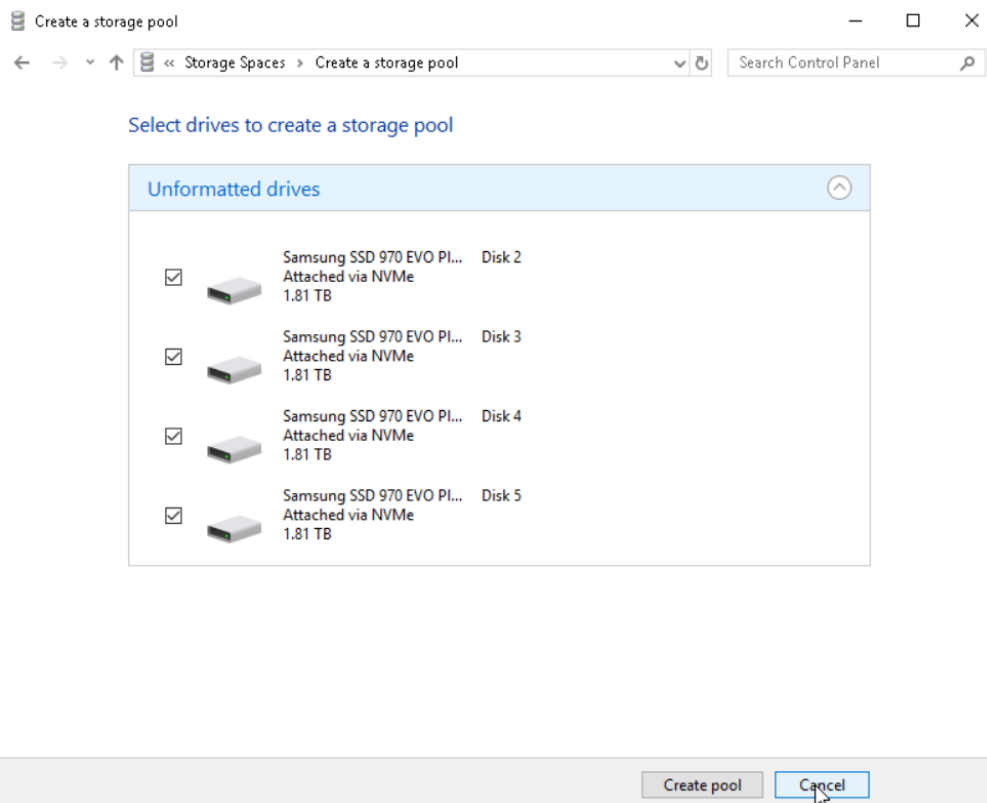 Create a storage pool
« Storage Spaces › Create a storage pool
Search Control Panel
Select drives to create a storage pool
Unformatted drives
Samsung SSD 970 EVO Pl... Disk 2
Attached via NVMe
1.81 TB
Samsung SSD 970 EVO Pl... Disk 3
Attached via NVMe
1.81 TB
Samsung SSD 970 EVO Pl... Disk 4
Attached via NVMe
1.81 TB
Samsung SSD 970 EVO Pl... Disk 5
Attached via NVMe
1.81 TB
Create pool Cancel